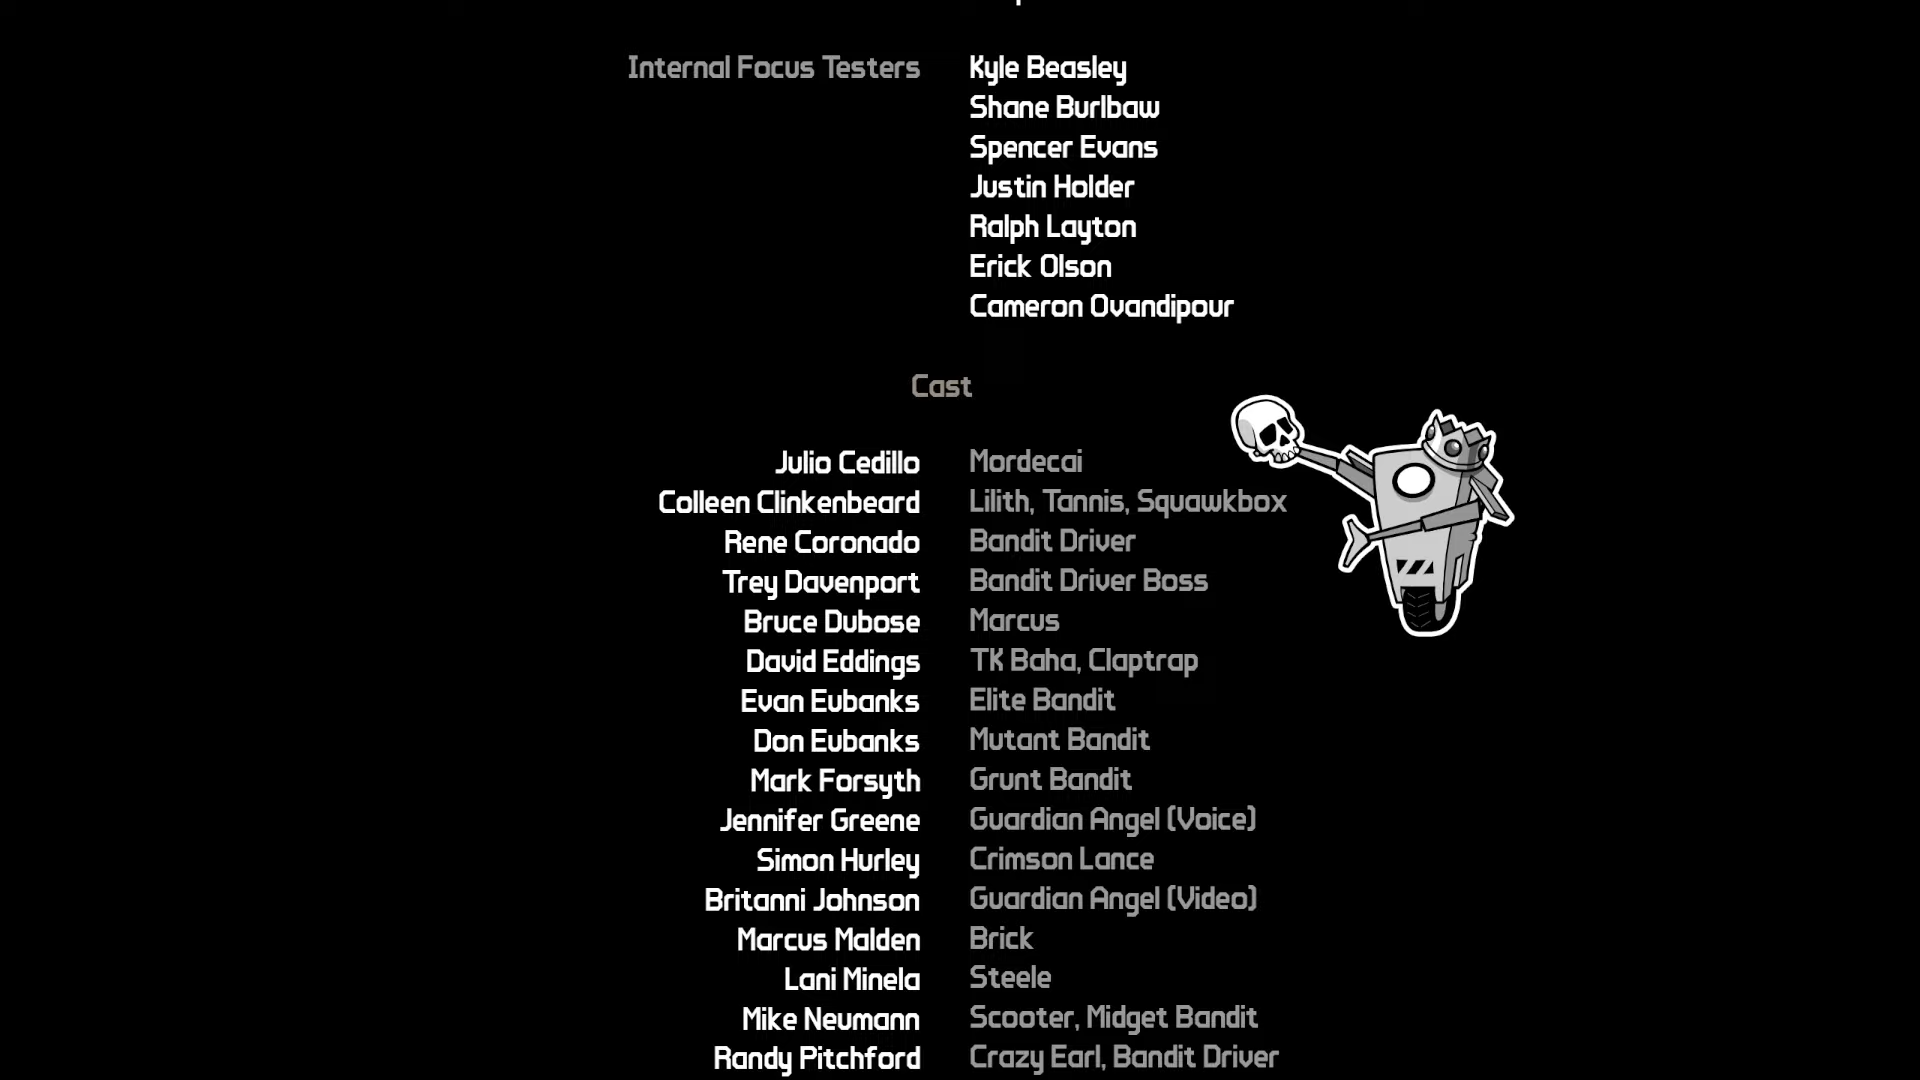 Internal Focus Testers Kyle Beasley
Shane Burlbaw
Spencer Evans
Justin Holder
Ralph Layton
Erick Olson
Cameron Ovandipour
Cast
Julio Cedillo Mordecai
Colleen Clinkenbeard Lilith, Tannis, Squawkbox
Rene Coronado Bandit Driver
Trey Davenport Bandit Driver Boss
Bruce Dubose Marcus
David Eddings TK Baha, Claptrap
Evan Eubanks Elite Bandit
Don Eubanks Mutant Bandit
Mark Forsyth Grunt Bandit
Jennifer Greene Guardian Angel (Voice)
Simon Hurley Crimson Lance
Britanni Johnson Guardian Angel (Video)
Marcus Malden Brick
Lani Minela Steele
Mike Neumann Scooter, Midget Bandit
Randy Pitchford Crazy Earl, Bandit Driver